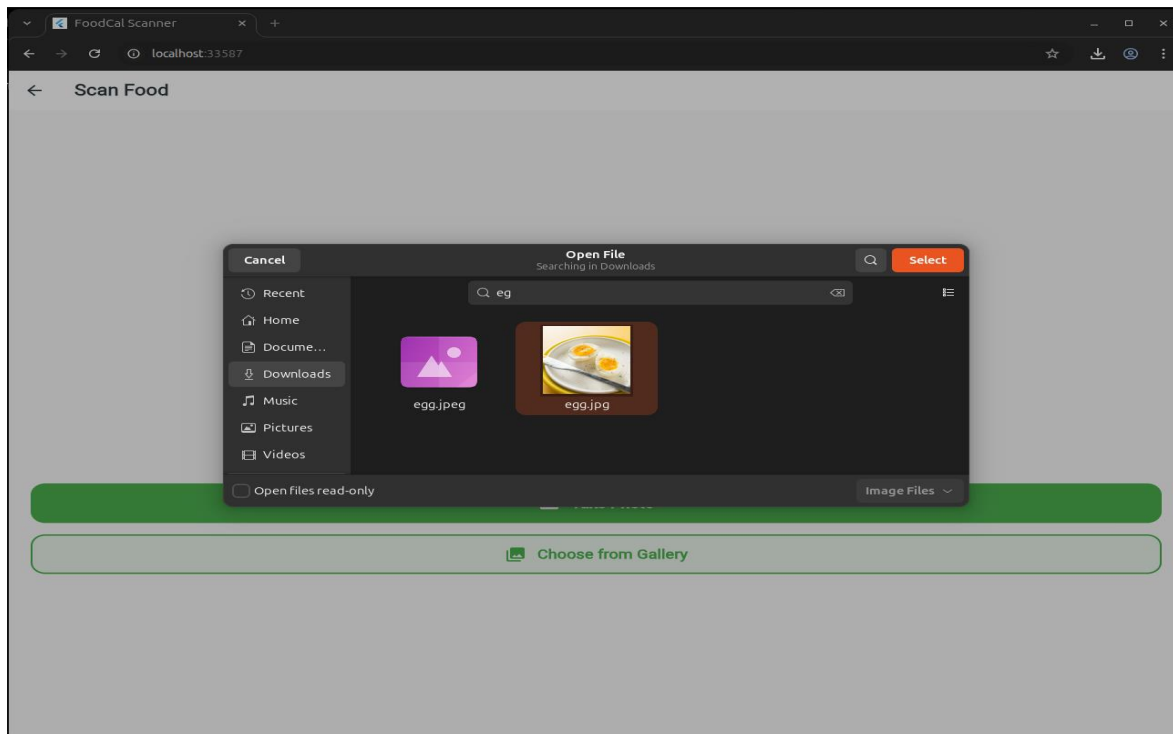 FoodCal Scanner
localhost:33587
Scan Food
Cancel
Open File
Searching in Downloads
Select
Recent
Home
Docume...
Downloads
Music
Pictures
Videos
eg
egg.jpeg
egg.jpg
Open files read-only
Image Files
Choose from Gallery